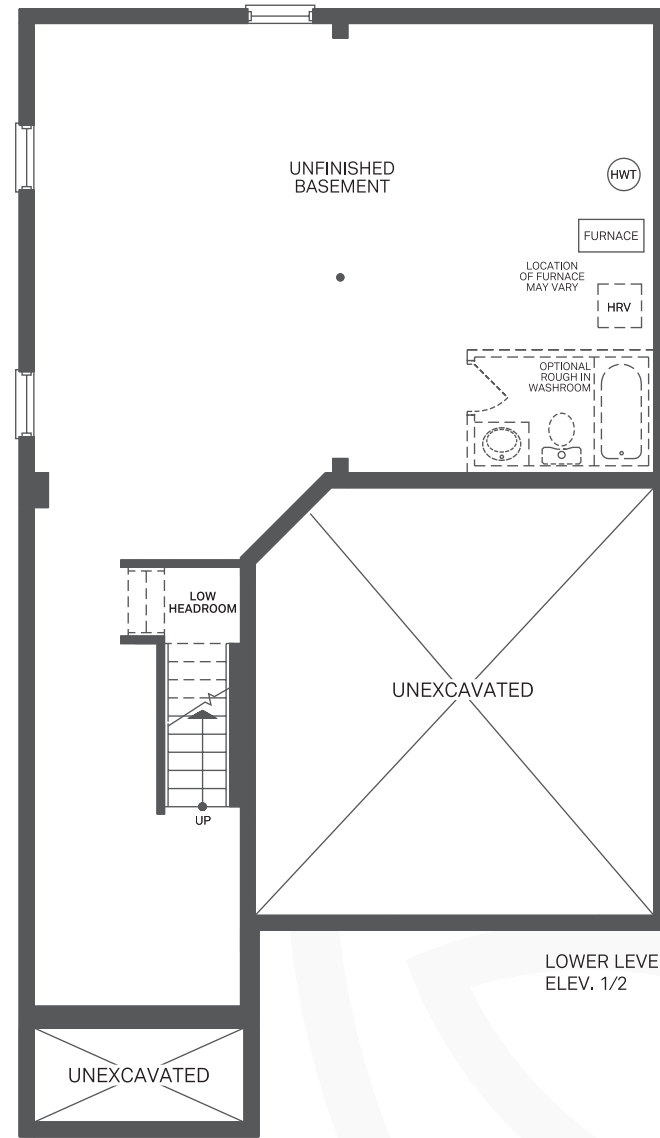 UNFINISHED
BASEMENT
HWT
FURNACE
LOCATION
OF FURNACE
MAY VARY
HRV
OPTIONAL
ROUGH IN
WASHROOM
LOW
HEADROOM
UNEXCAVATED
UP
LOWER LEVE
ELEV. 1/2
UNEXCAVATED